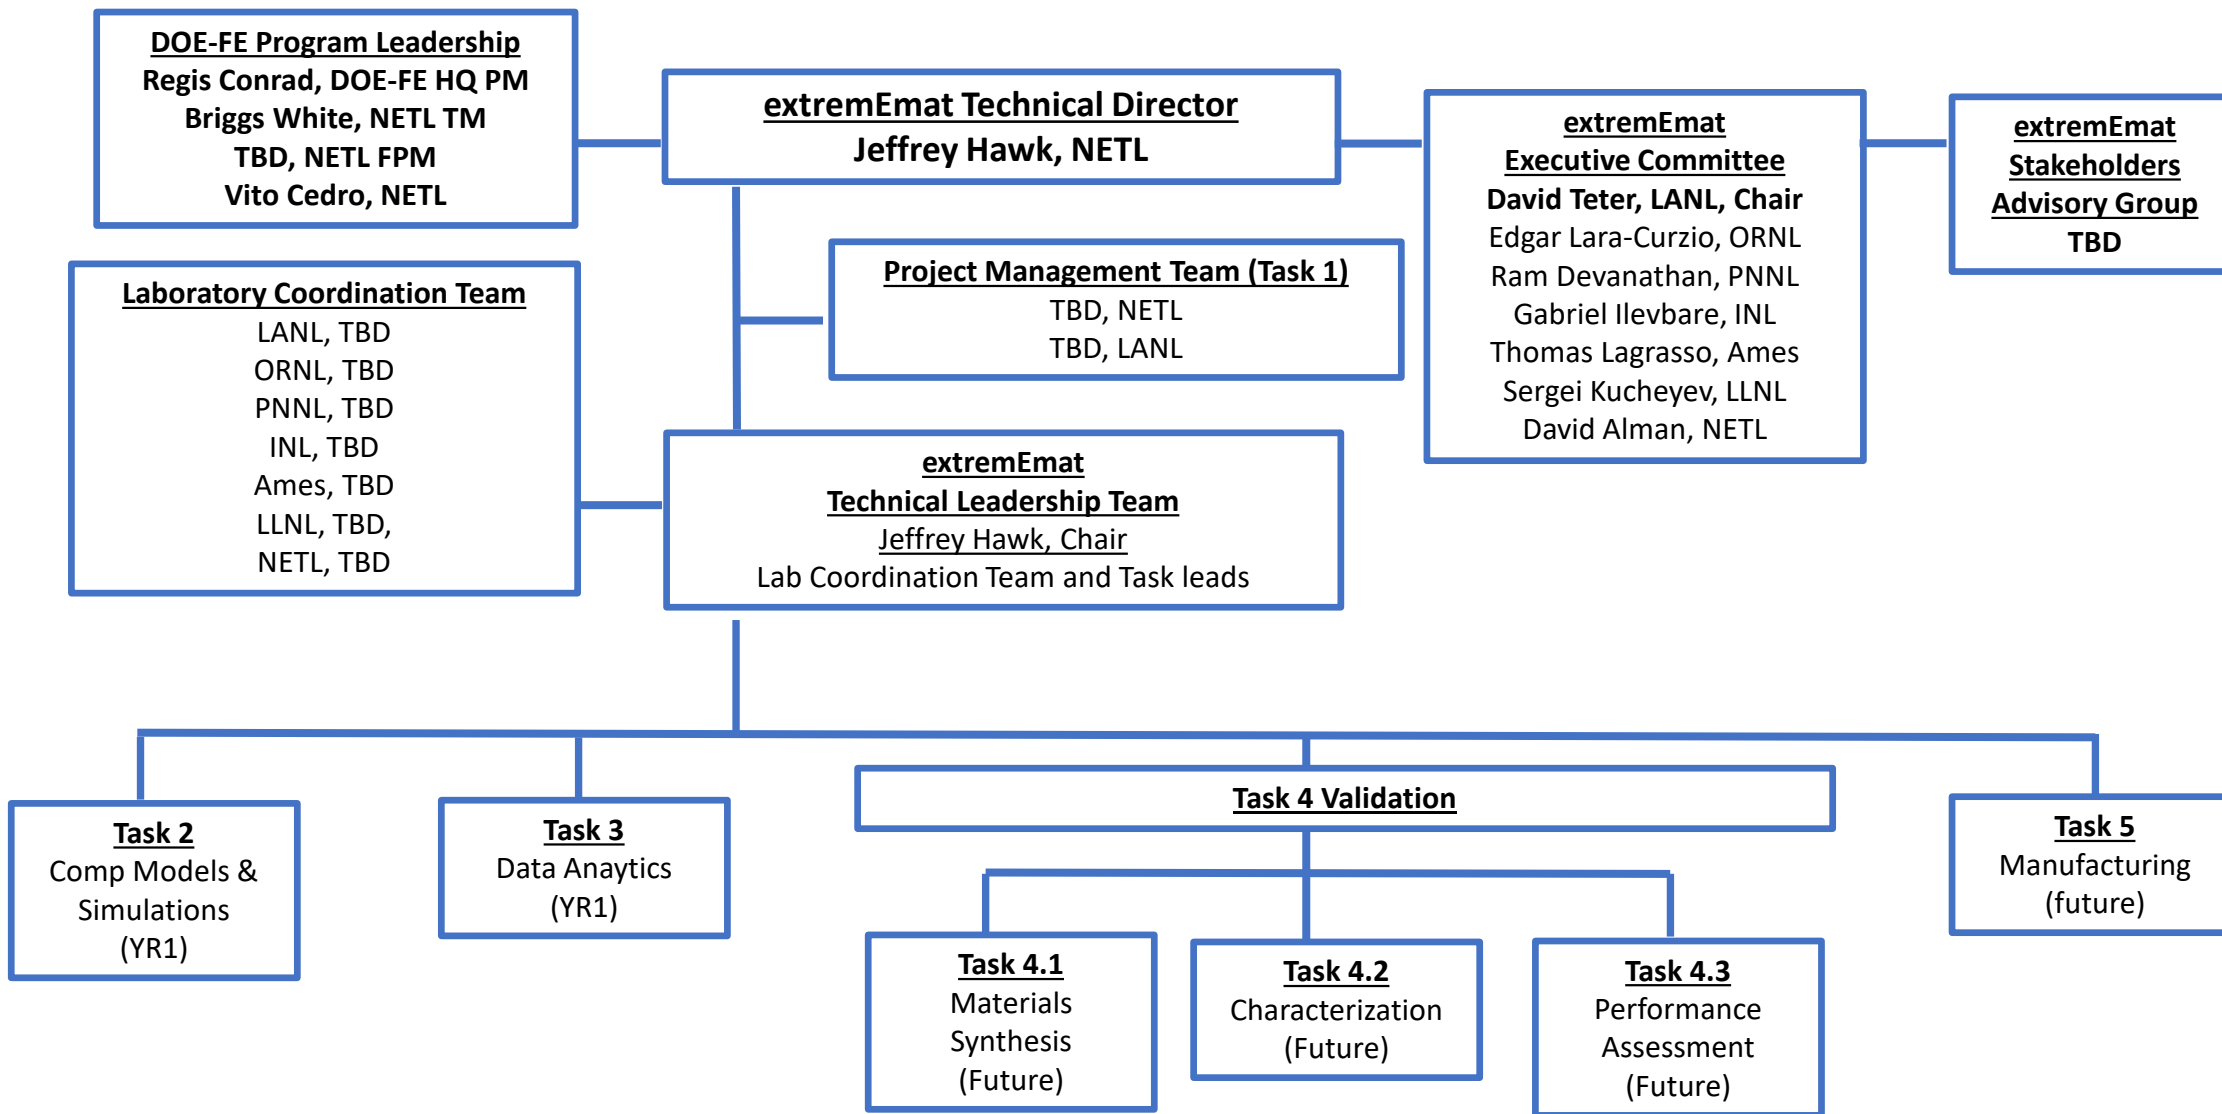 DOE-FE Program Leadership
Regis Conrad, DOE-FE HQ PM
Briggs White, NETL TM
TBD, NETL FPM
Vito Cedro, NETL
extremEmat Technical Director
Jeffrey Hawk, NETL
extremEmat
Executive Committee
David Teter, LANL, Chair
Edgar Lara-Curzio, ORNL
Ram Devanathan, PNNL
Gabriel Ilevbare, INL
Thomas Lagrasso, Ames
Sergei Kucheyev, LLNL
David Alman, NETL
extremEmat
Stakeholders
Advisory Group
TBD
Project Management Team (Task 1)
TBD, NETL
TBD, LANL
Laboratory Coordination Team
LANL, TBD
ORNL, TBD
PNNL, TBD
INL, TBD
Ames, TBD
LLNL, TBD,
NETL, TBD
extremEmat
Technical Leadership Team
Jeffrey Hawk, Chair
Lab Coordination Team and Task leads
Task 2
Comp Models &
Simulations
(YR1)
Task 3
Data Anaytics
(YR1)
Task 4 Validation
Task 4.1
Materials
Synthesis
(Future)
Task 4.2
Characterization
(Future)
Task 4.3
Performance
Assessment
(Future)
Task 5
Manufacturing
(future)